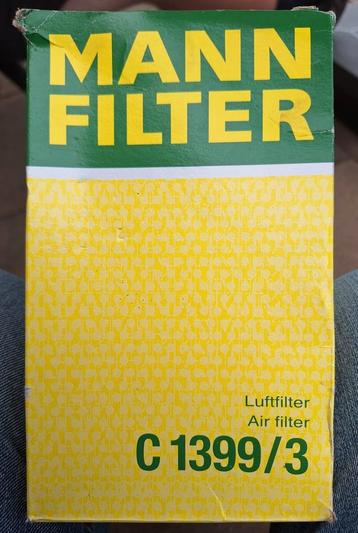 MANN
FILTER
Luftfilter
Air filter
C 1399/3